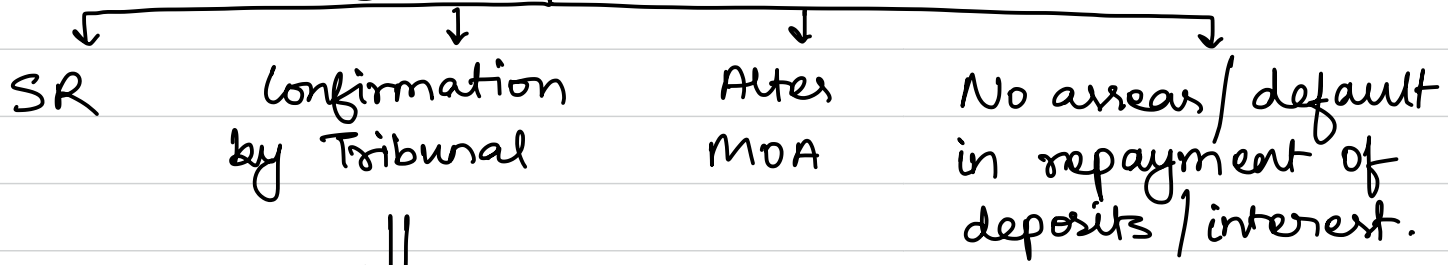 SR Confirmation Alter No arrears / default
by Tribunal MOA in repayment of
deposits / interest.